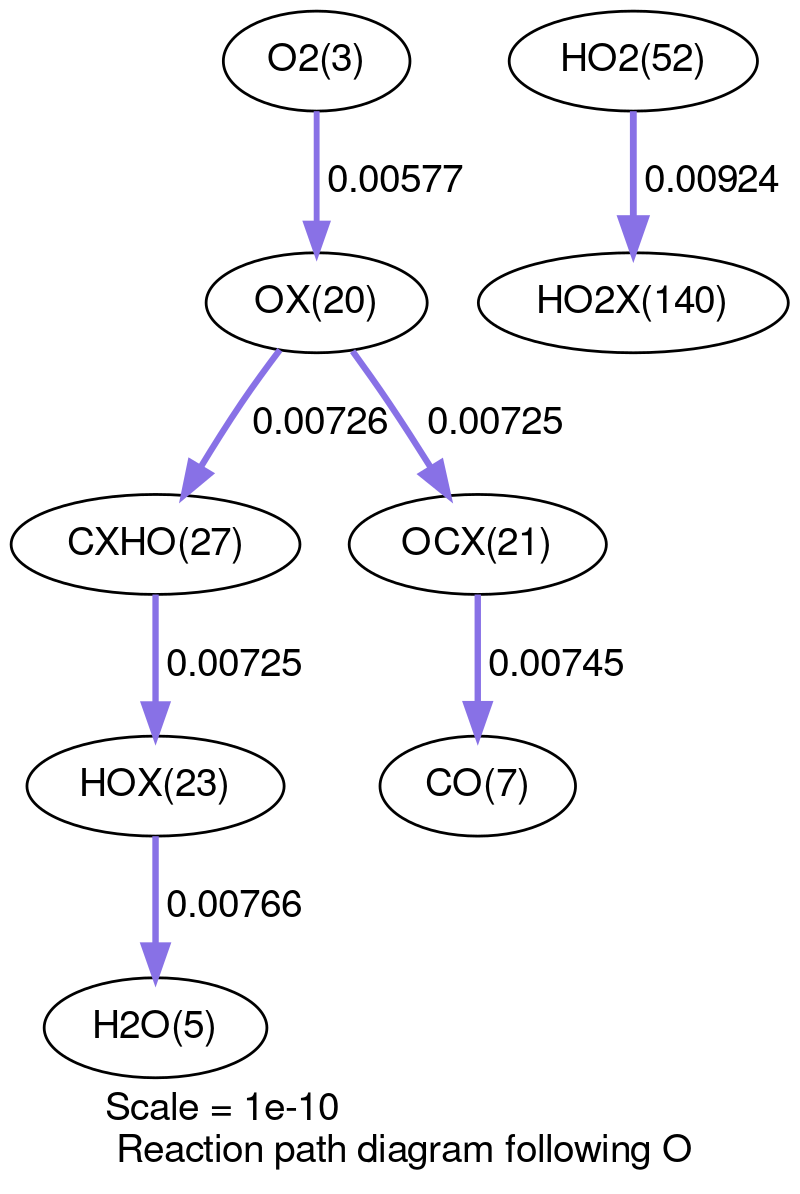 O2(3)
HO2(52)
0.00577
0.00924
OX(20)
HO2X(140)
0.00726
0.00725
CXHO(27)
OCX(21)
0.00725
0.00745
HOX(23)
CO(7)
0.00766
H2O(5)
Scale = 1e-10
Reaction path diagram following O